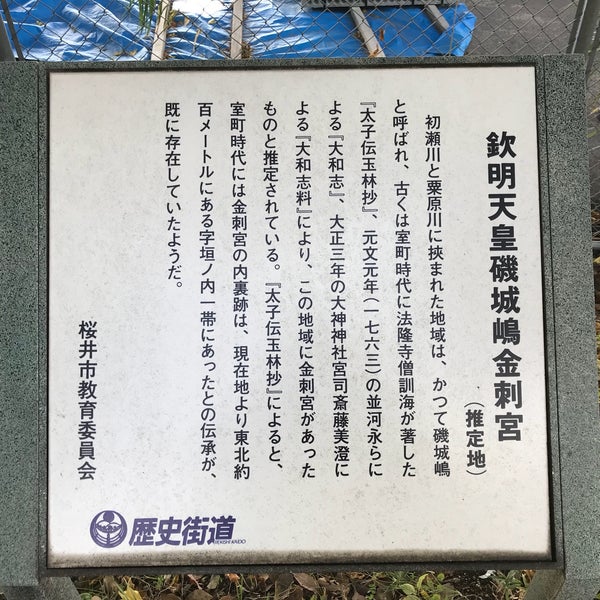 欽明天皇磯城嶋金刺宮
(推定地)
初瀬川と粟原川に挟まれた地域は、かつて磯城嶋
と呼ばれ、古くは室町時代に法隆寺僧訓海が著した
『太子伝玉林抄』、元文元年(一七六三)の並河永らに
よる『大和志』、大正三年の大神神社宮司斎藤美澄に
よる『大和志料』により、この地域に金刺宮があった
ものと推定されている。『太子伝玉林抄』によると、
室町時代には金刺宮の内裏跡は、現在地より東北約
百メートルにある字垣ノ内一帯にあったとの伝承が、
既に存在していたようだ。
桜井市教育委員会
歴史街道
REKISHI KAIDO